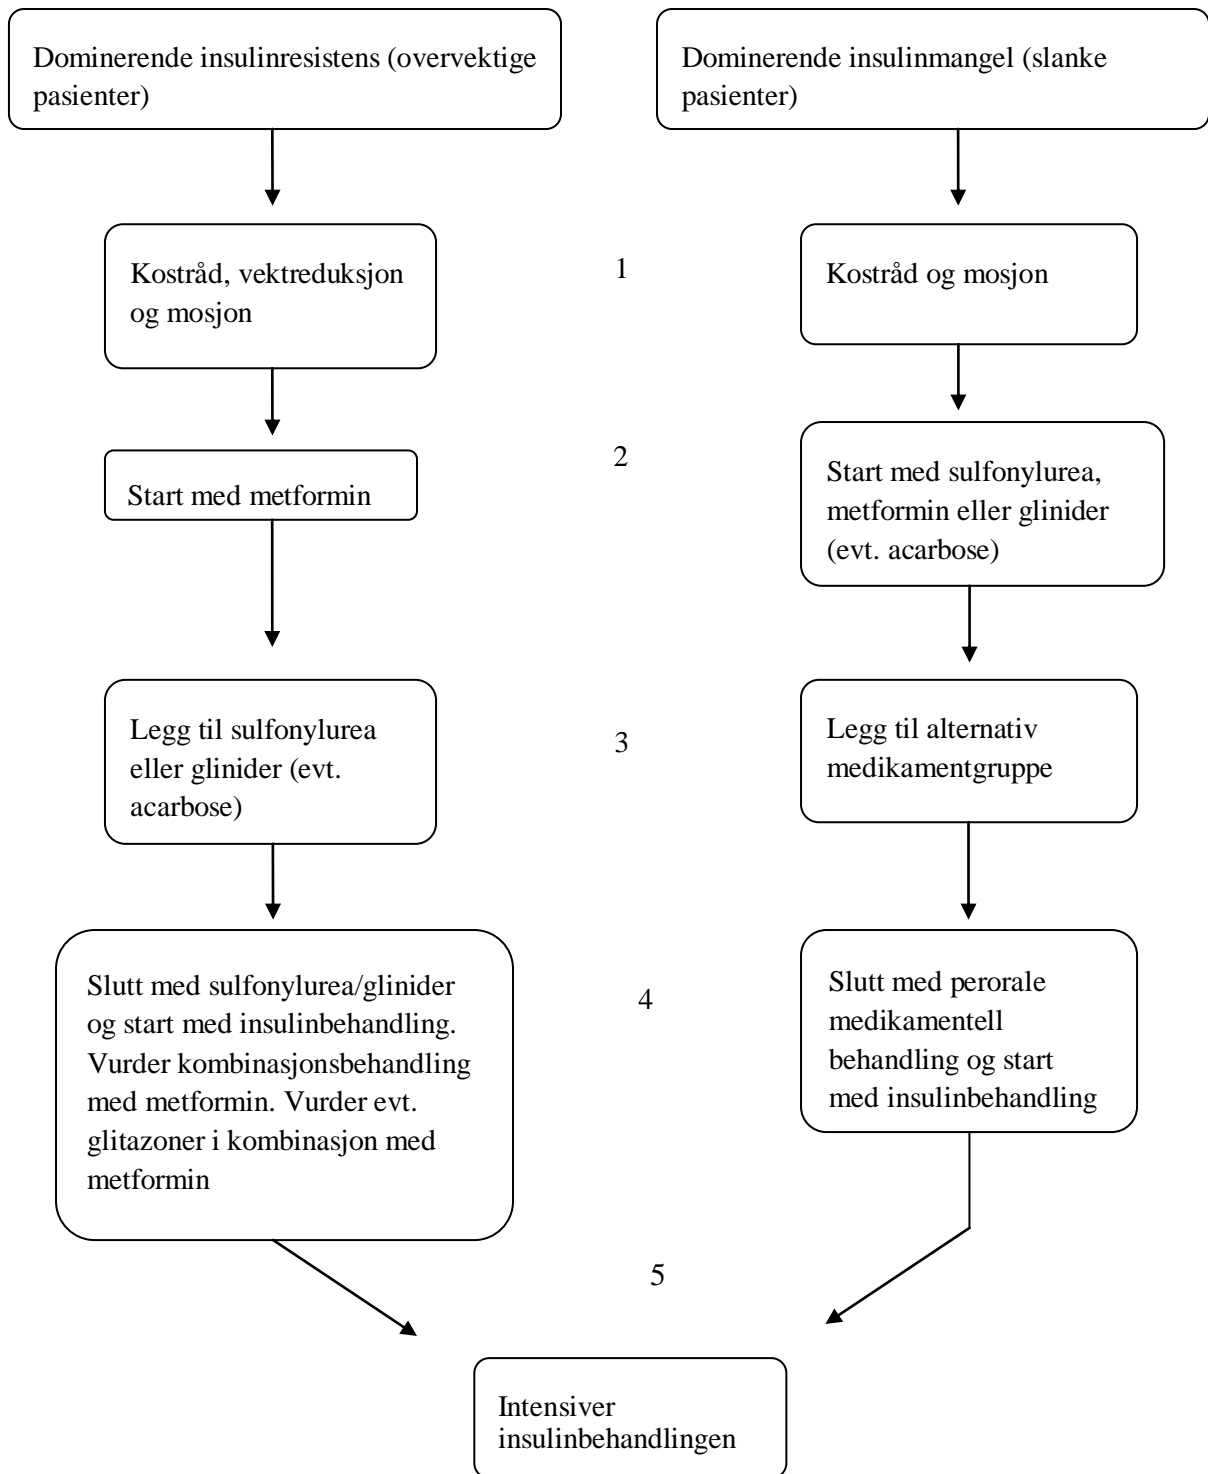 Dominerende insulinresistens (overvektige
pasienter)
Dominerende insulinmangel (slanke
pasienter)
Kostråd, vektreduksjon
og mosjon
1
Kostråd og mosjon
Start med metformin
2
Start med sulfonylurea,
metformin eller glinider
(evt. acarbose)
Legg til sulfonylurea
eller glinider (evt.
acarbose)
3
Legg til alternativ
medikamentgruppe
Slutt med sulfonylurea/glinider
og start med insulinbehandling.
Vurder kombinasjonsbehandling
med metformin. Vurder evt.
glitazoner i kombinasjon med
metformin
4
Slutt med perorale
medikamentell
behandling og start
med insulinbehandling
5
Intensiver
insulinbehandlingen